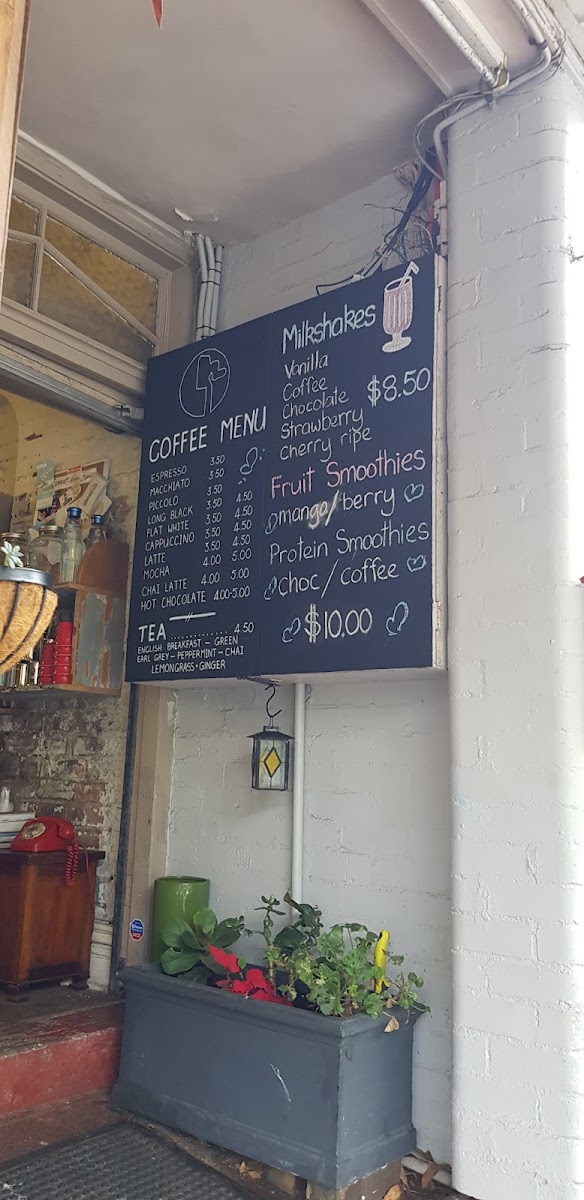 COFFEE MENU
ESPRESSO 3.50
MACCHIATO 3.50
PICCOLO 3.50
LONG BLACK 3.50 4.50
FLAT WHITE 3.50 4.50
CAPPUCCINO 3.50 4.50
LATTE 3.50 4.50
MOCHA 4.00 5.00
CHAI LATTE 4.00 5.00
HOT CHOCOLATE 4.00-5.00
TEA .............. 4.50
ENGLISH BREAKFAST – GREEN
EARL GREY – PEPPERMINT – CHAI
LEMONGRASS • GINGER
Milkshakes
Vanilla
Coffee
Chocolate $8.50
Strawberry
Cherry ripe
Fruit Smoothies
mango/berry
Protein Smoothies
choc/coffee
$10.00